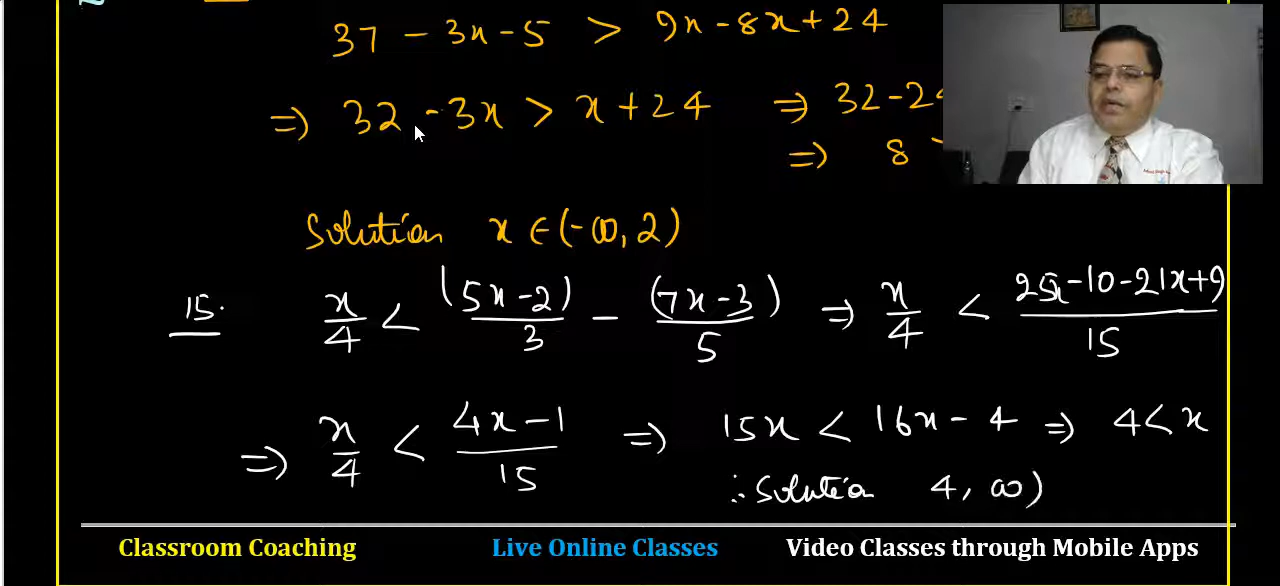 37 - 3x - 5 > 9x - 8x + 24
⇒ 32 - 3x > x + 24 ⇒ 32 - 24
⇒ 8 >
Solution x ∈ (-∞, 2)
15. x/4 < (5x - 2)/3 - (7x - 3)/5 ⇒ x/4 < (25x - 10 - 21x + 9)/15
⇒ x/4 < (4x - 1)/15 ⇒ 15x < 16x - 4 ⇒ 4 < x
∴ Solution 4, ∞)
Classroom Coaching Live Online Classes Video Classes through Mobile Apps